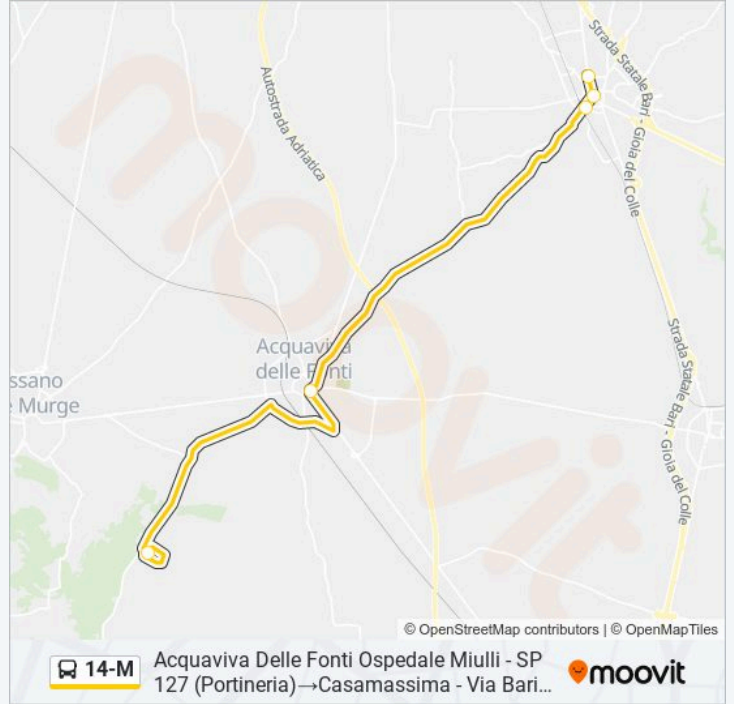 Strada Statale Bari - Gioia del Colle
Autostrada Adriatica
moovit
Acquaviva
delle Fonti
ssano
e Murge
Strada Statale Bari - Gioia del Colle
© OpenStreetMap contributors | © OpenMapTiles
14-M
Acquaviva Delle Fonti Ospedale Miulli - SP
127 (Portineria)→Casamassima - Via Bari...
moovit